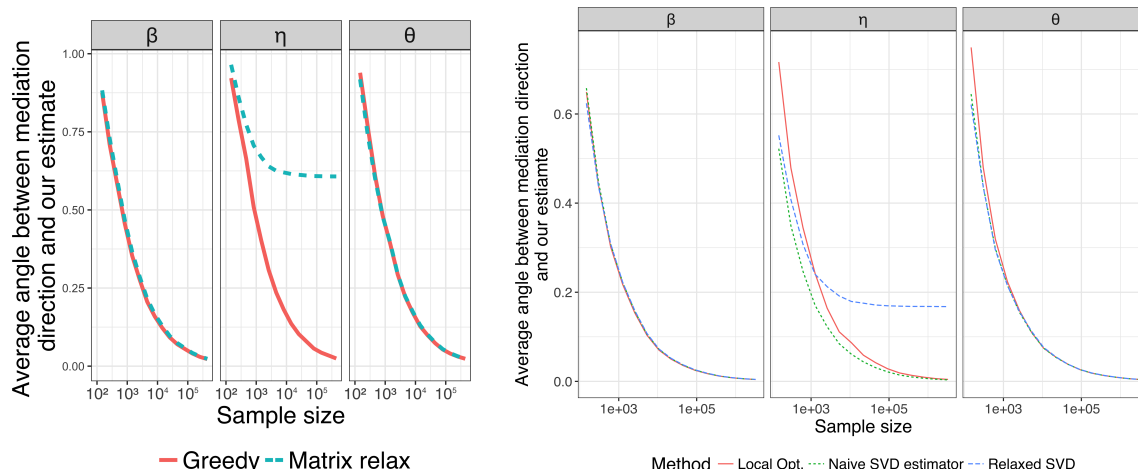 β η θ
Average angle between mediation
direction and our estimate
1.00
0.75
0.50
0.25
0.00
10² 10³ 10⁴ 10⁵ 10² 10³ 10⁴ 10⁵ 10² 10³ 10⁴ 10⁵
Sample size
Greedy Matrix relax
β η θ
Average angle between mediation direction
and our estiamte
0.6
0.4
0.2
0.0
1e+03 1e+05 1e+03 1e+05 1e+03 1e+05
Sample size
Method Local Opt. Naive SVD estimator Relaxed SVD